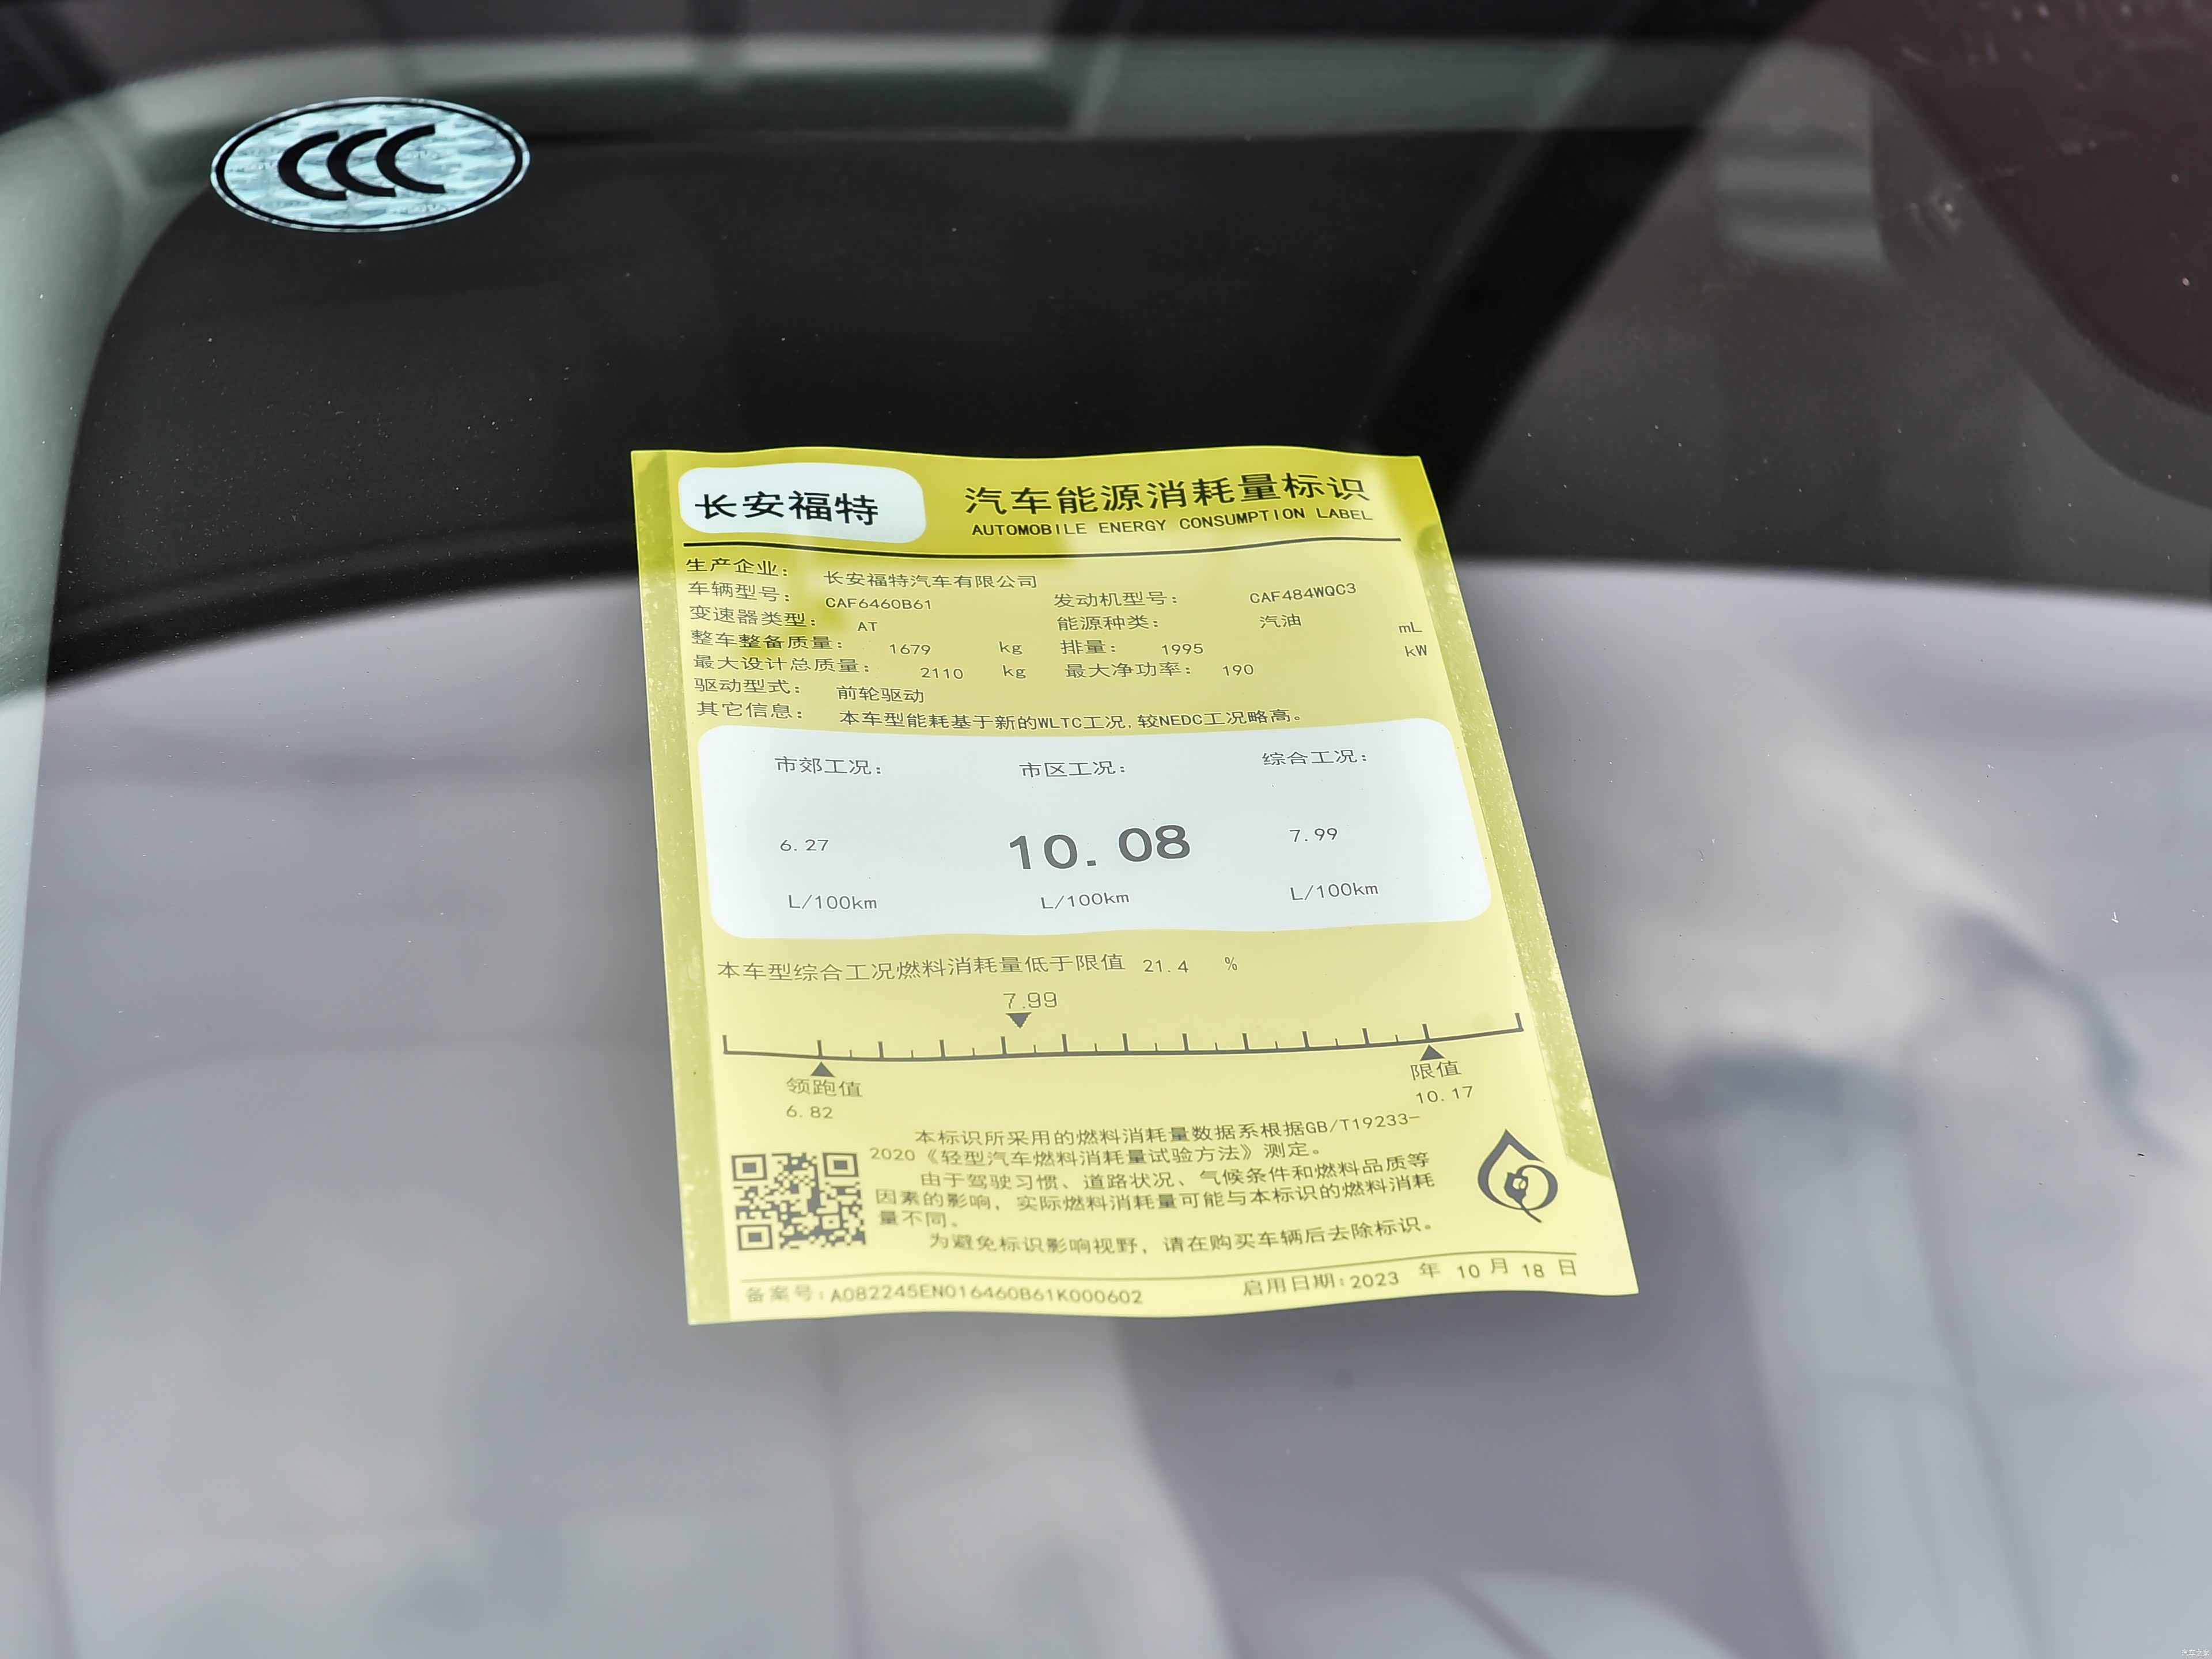 CCC
长安福特
汽车能源消耗量标识
AUTOMOBILE ENERGY CONSUMPTION LABEL
生产企业: 长安福特汽车有限公司
车辆型号: CAF6460B61 发动机型号: CAF484WQC3
变速器类型: AT 能源种类: 汽油
整车整备质量: 1679 kg 排量: 1995 mL
最大设计总质量: 2110 kg 最大净功率: 190 kW
驱动型式: 前轮驱动
其它信息: 本车型能耗基于新的WLTC工况,较NEDC工况略高。
市郊工况: 市区工况: 综合工况:
6.27 10.08 7.99
L/100km L/100km L/100km
本车型综合工况燃料消耗量低于限值 21.4 %
7.99
领跑值 限值
6.82 10.17
本标识所采用的燃料消耗量数据系根据GB/T19233-
2020《轻型汽车燃料消耗量试验方法》测定。
由于驾驶习惯、道路状况、气候条件和燃料品质等
因素的影响，实际燃料消耗量可能与本标识的燃料消耗
量不同。
为避免标识影响视野，请在购买车辆后去除标识。
备案号:A082245EN016460B61K000602 启用日期:2023 年 10 月 18 日
汽车之家